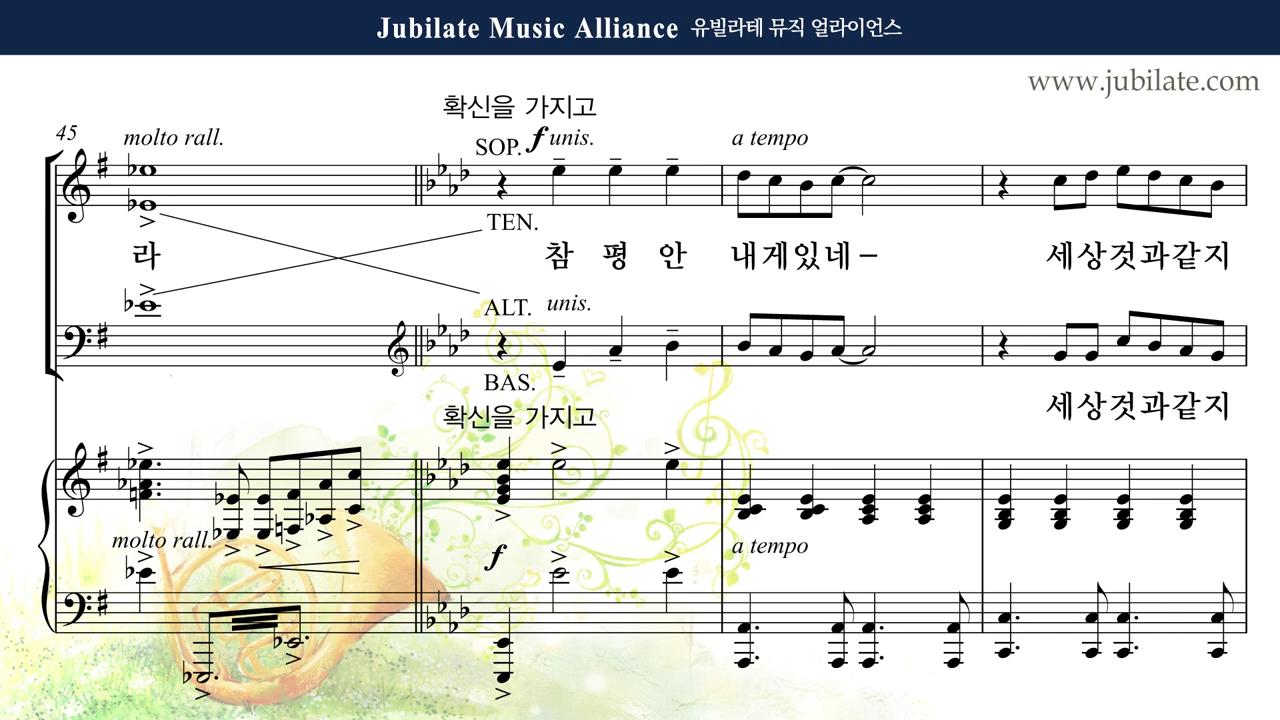 Jubilate Music Alliance 유빌라테 뮤직 얼라이언스
www.jubilate.com
확신을 가지고
45 molto rall. SOP. f unis. a tempo
TEN.
라 참 평 안 내게있네– 세상것과같지
ALT. unis.
BAS.
확신을 가지고 세상것과같지
molto rall. f a tempo